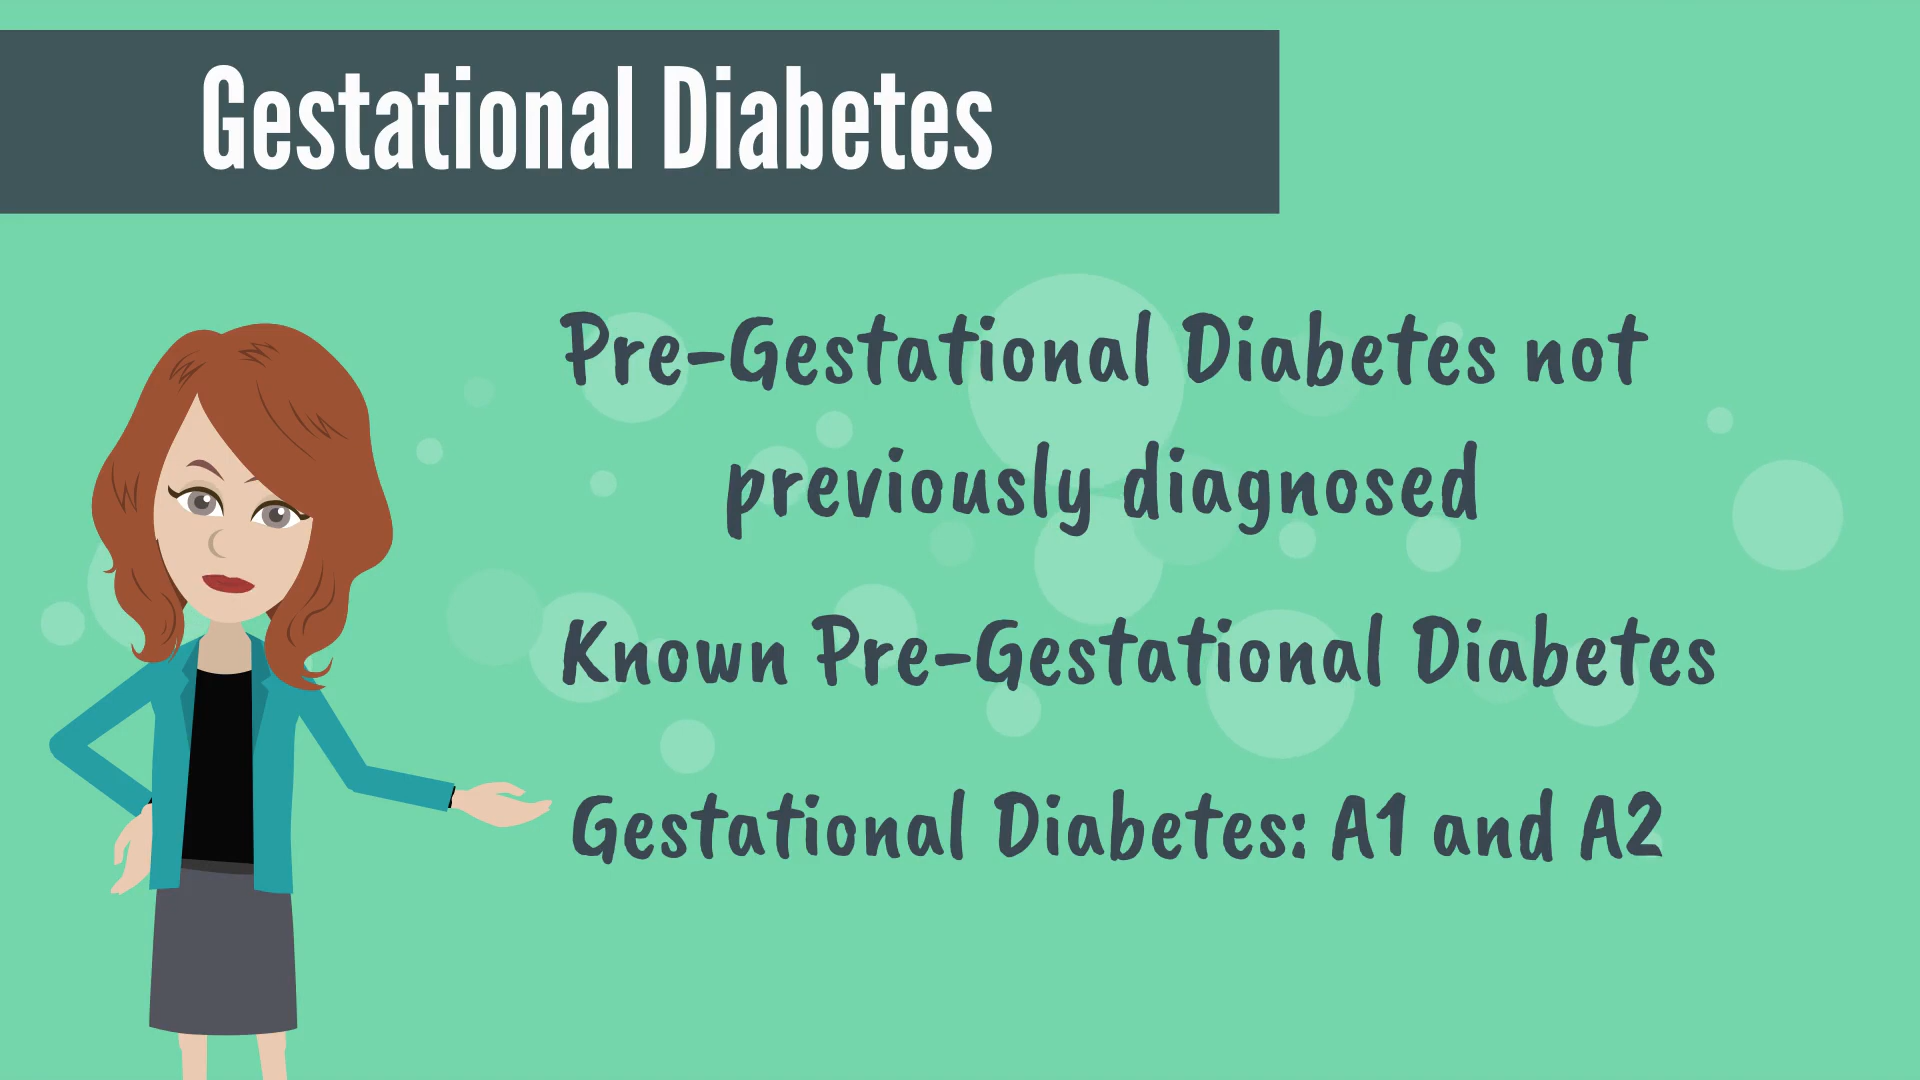 Gestational Diabetes
Pre-Gestational Diabetes not
previously diagnosed
Known Pre-Gestational Diabetes
Gestational Diabetes: A1 and A2